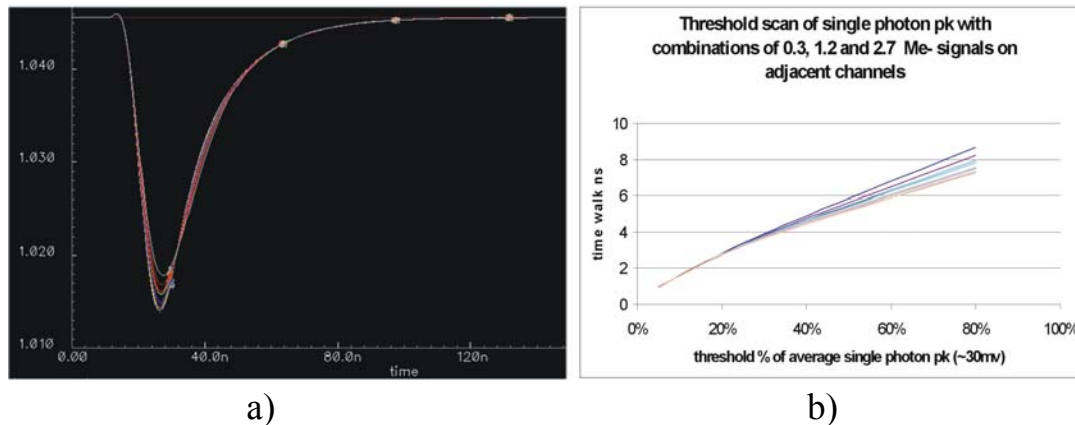 1.040
1.030
1.020
1.010
0.00
40.0n
80.0n
120n
time
a)
Threshold scan of single photon pk with
combinations of 0.3, 1.2 and 2.7 Me- signals on
adjacent channels
time walk ns
10
8
6
4
2
0
0%
20%
40%
60%
80%
100%
threshold % of average single photon pk (~30mv)
b)